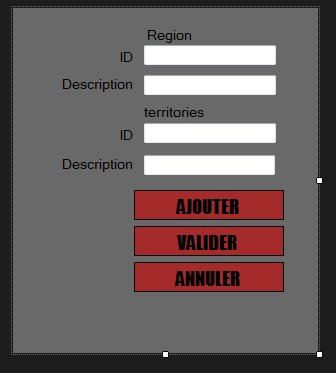 Region
ID
Description
territories
ID
Description
AJOUTER
VALIDER
ANNULER